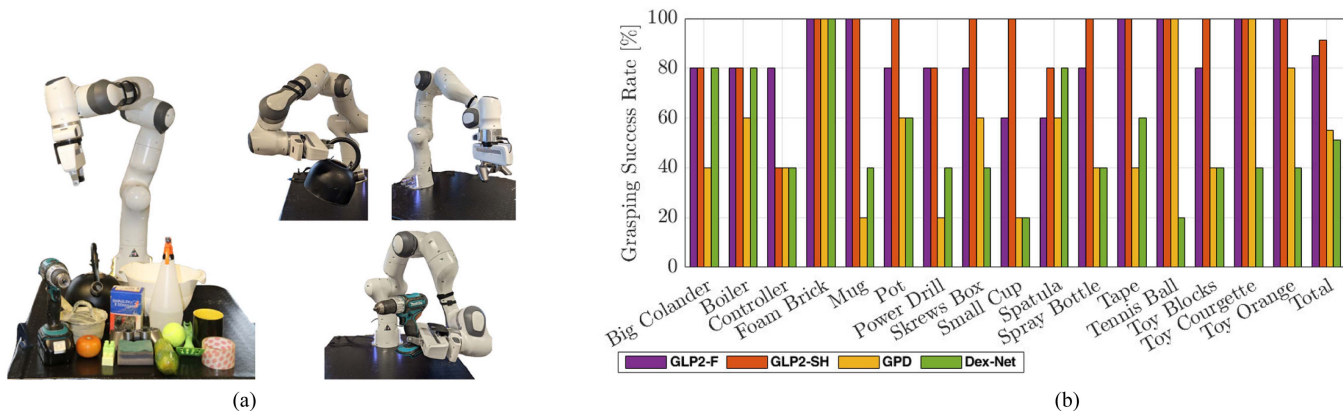 Grasping Success Rate [%]
100
80
60
40
20
0
Big Colander
Boiler
Controller
Foam Brick
Mug
Pot
Power Drill
Skrews Box
Small Cup
Spatula
Spray Bottle
Tape
Tennis Ball
Toy Blocks
Toy Courgette
Toy Orange
Total
GLP2-F GLP2-SH GPD Dex-Net
(a) (b)